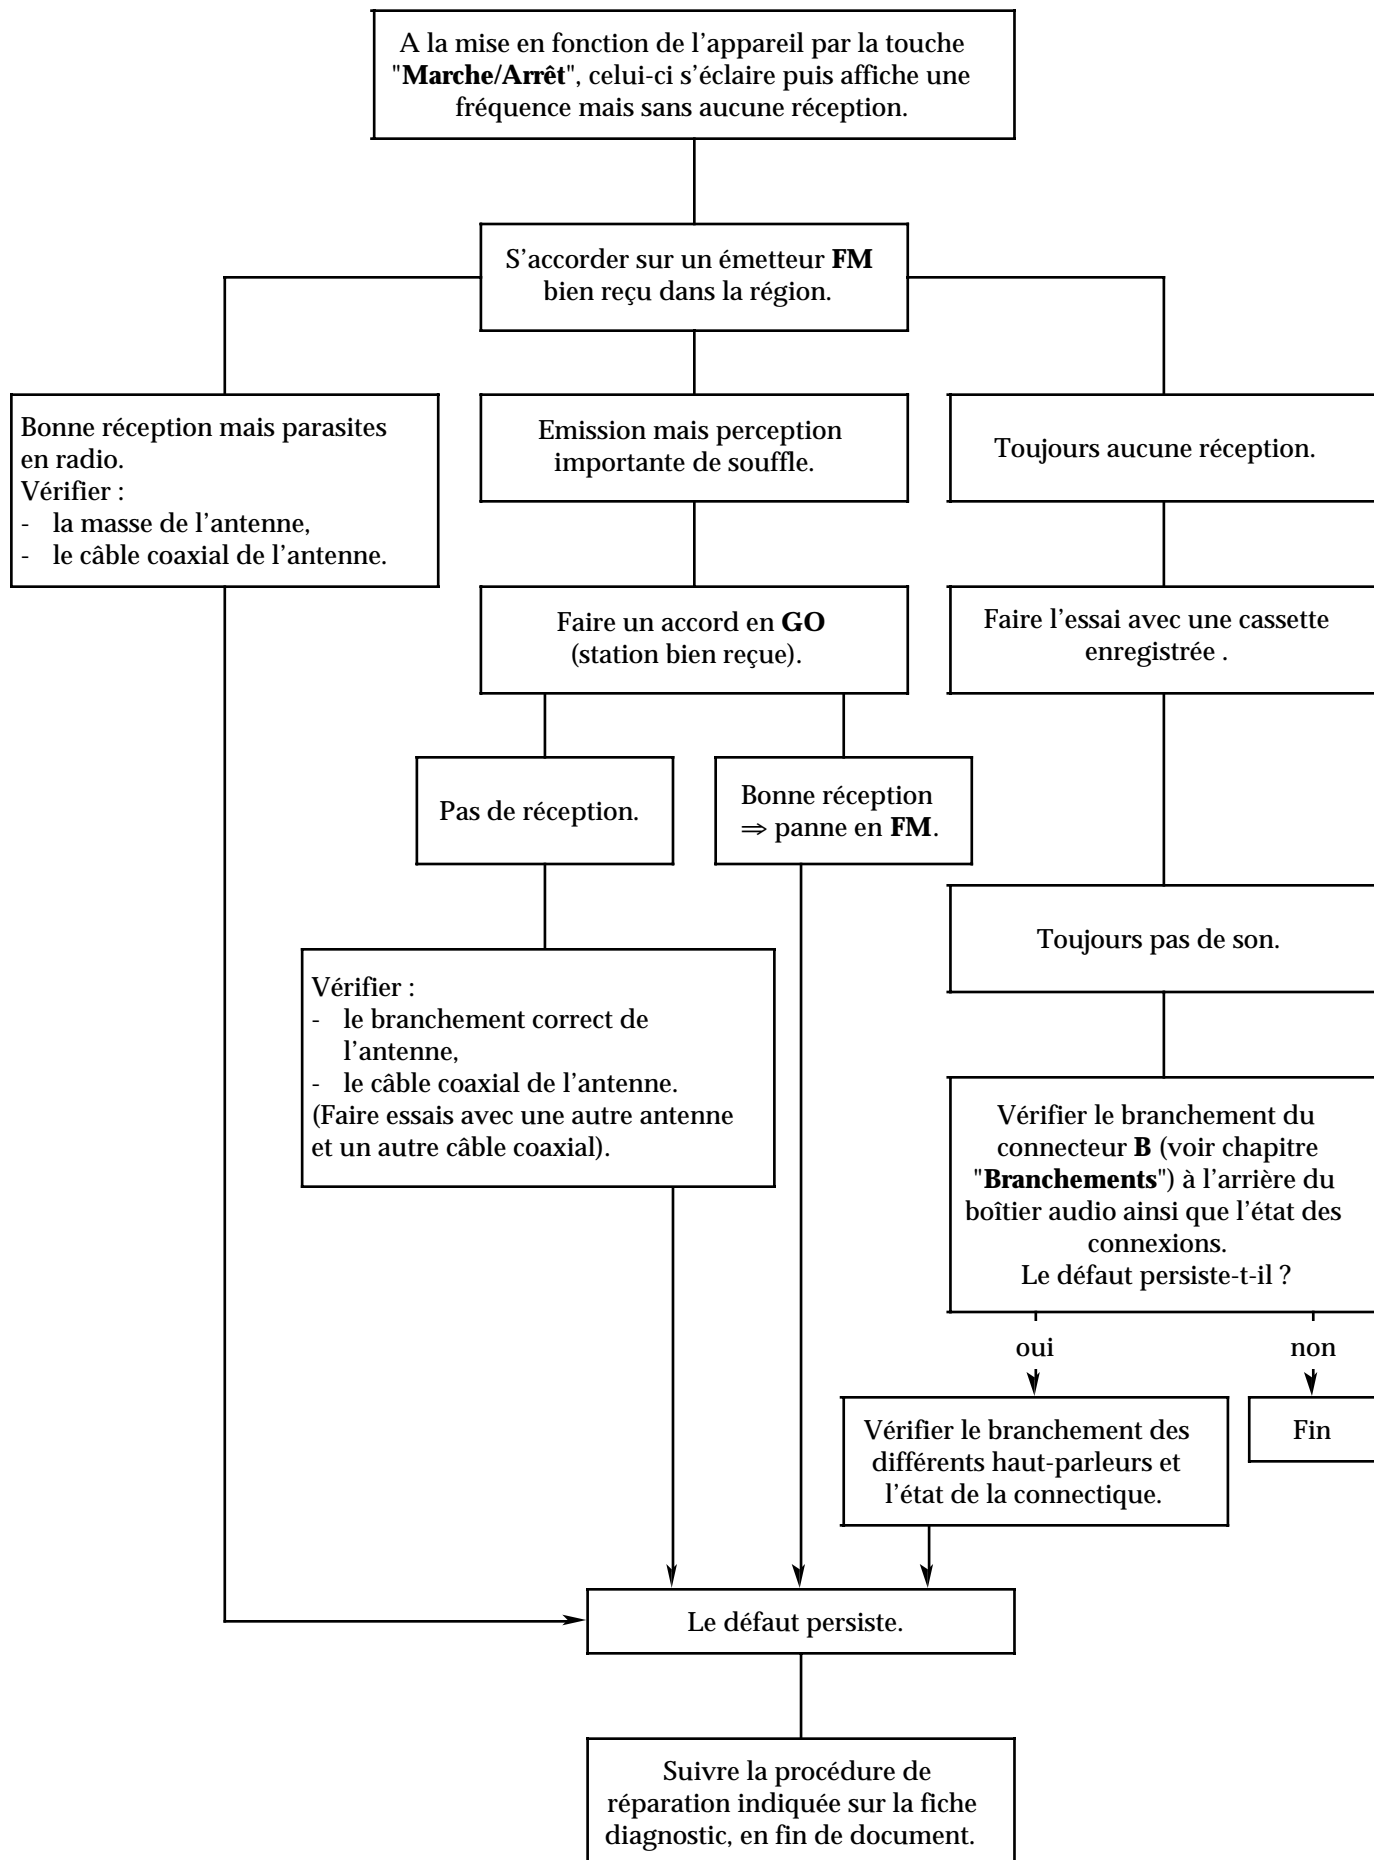 A la mise en fonction de l’appareil par la touche
"Marche/Arrêt", celui-ci s’éclaire puis affiche une
fréquence mais sans aucune réception.
S’accorder sur un émetteur FM
bien reçu dans la région.
Bonne réception mais parasites
en radio.
Vérifier :
- la masse de l’antenne,
- le câble coaxial de l’antenne.
Emission mais perception
importante de souffle.
Toujours aucune réception.
Faire un accord en GO
(station bien reçue).
Faire l’essai avec une cassette
enregistrée .
Pas de réception.
Bonne réception
⇒ panne en FM.
Toujours pas de son.
Vérifier :
- le branchement correct de
l’antenne,
- le câble coaxial de l’antenne.
(Faire essais avec une autre antenne
et un autre câble coaxial).
Vérifier le branchement du
connecteur B (voir chapitre
"Branchements") à l’arrière du
boîtier audio ainsi que l’état des
connexions.
Le défaut persiste-t-il ?
oui
non
Vérifier le branchement des
différents haut-parleurs et
l’état de la connectique.
Fin
Le défaut persiste.
Suivre la procédure de
réparation indiquée sur la fiche
diagnostic, en fin de document.